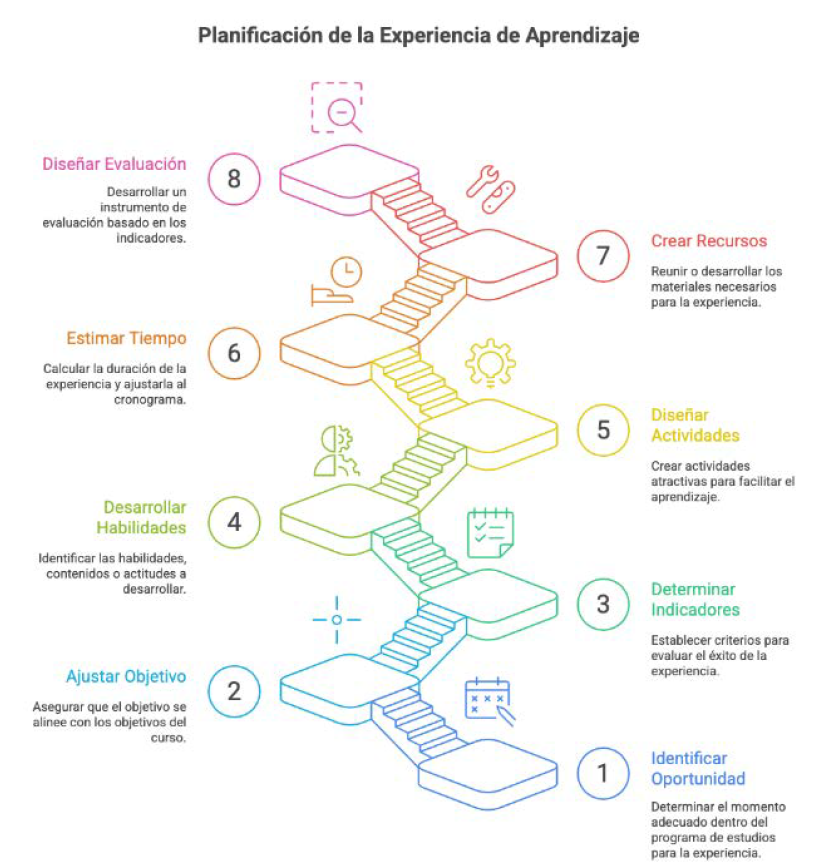 Planificación de la Experiencia de Aprendizaje
Diseñar Evaluación
8
Desarrollar un
instrumento de
evaluación basado en los
indicadores.
7
Crear Recursos
Reunir o desarrollar los
materiales necesarios
para la experiencia.
Estimar Tiempo
6
Calcular la duración de la
experiencia y ajustarla al
cronograma.
5
Diseñar
Actividades
Crear actividades
atractivas para facilitar el
aprendizaje.
Desarrollar
Habilidades
4
Identificar las habilidades,
contenidos o actitudes a
desarrollar.
3
Determinar
Indicadores
Establecer criterios para
evaluar el éxito de la
experiencia.
Ajustar Objetivo
2
Asegurar que el objetivo se
alinee con los objetivos del
curso.
1
Identificar
Oportunidad
Determinar el momento
adecuado dentro del
programa de estudios
para la experiencia.